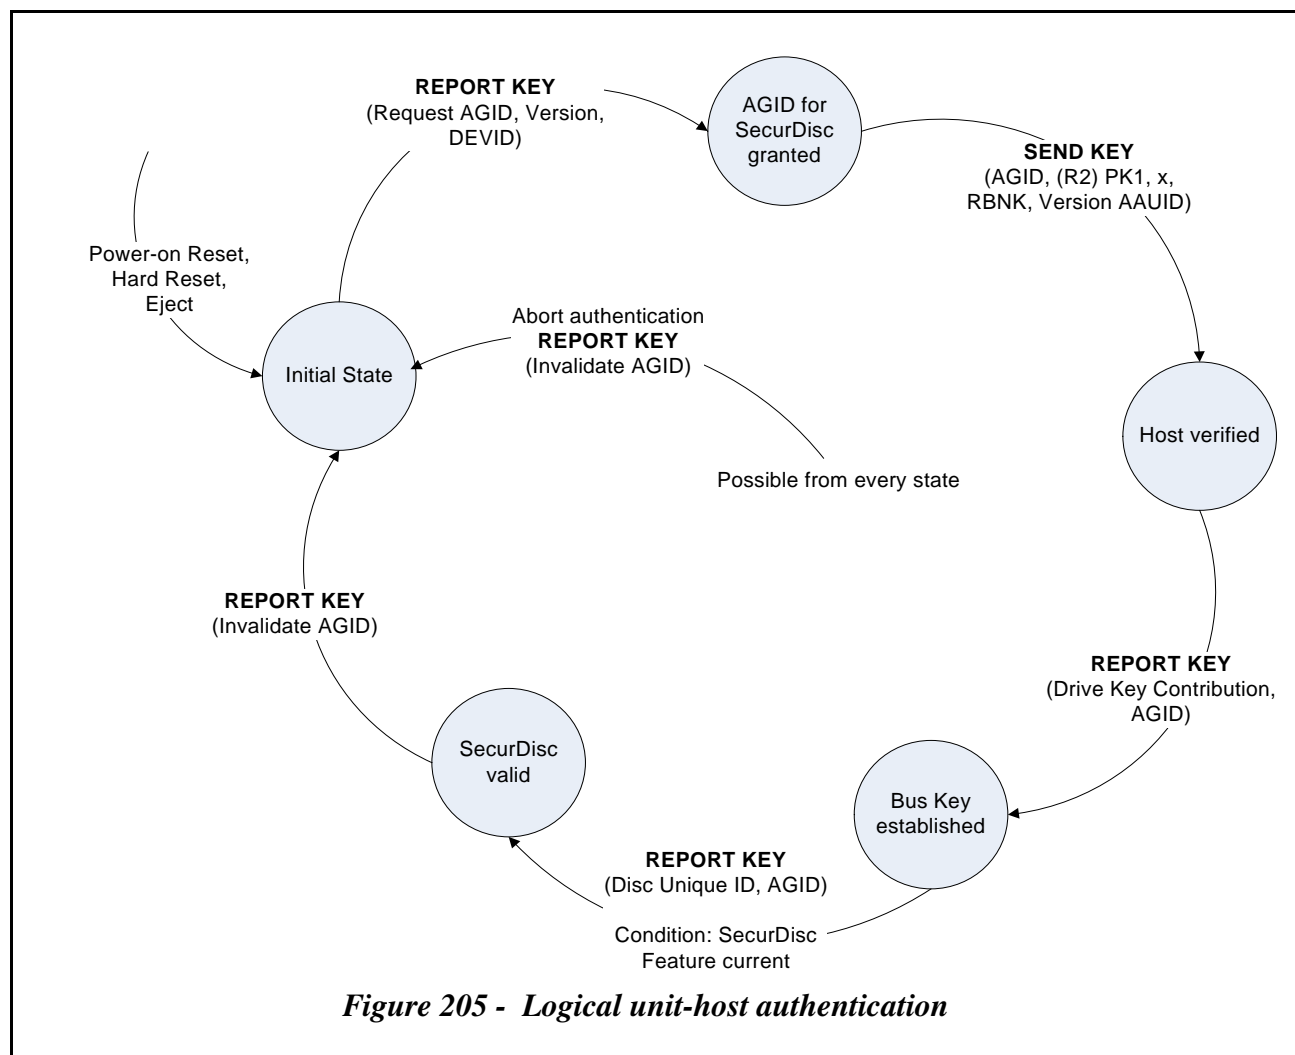 REPORT KEY
(Request AGID, Version,
DEVID)
AGID for
SecurDisc
granted
SEND KEY
(AGID, (R2) PK1, x,
RBNK, Version AAUID)
Power-on Reset,
Hard Reset,
Eject
Initial State
Abort authentication
REPORT KEY
(Invalidate AGID)
Possible from every state
Host verified
REPORT KEY
(Invalidate AGID)
REPORT KEY
(Drive Key Contribution,
AGID)
SecurDisc
valid
Bus Key
established
REPORT KEY
(Disc Unique ID, AGID)
Condition: SecurDisc
Feature current
Figure 205 - Logical unit-host authentication